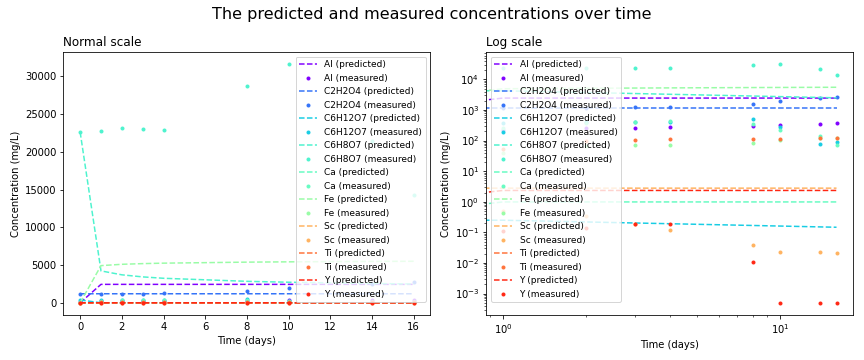 The predicted and measured concentrations over time
Normal scale
Concentration (mg/L)
30000
25000
20000
15000
10000
5000
0
0 2 4 6 8 10 12 14 16
Time (days)
Al (predicted)
Al (measured)
C2H2O4 (predicted)
C2H2O4 (measured)
C6H12O7 (predicted)
C6H12O7 (measured)
C6H8O7 (predicted)
C6H8O7 (measured)
Ca (predicted)
Ca (measured)
Fe (predicted)
Fe (measured)
Sc (predicted)
Sc (measured)
Ti (predicted)
Ti (measured)
Y (predicted)
Y (measured)
Log scale
Concentration (mg/L)
10⁴
10³
10²
10¹
10⁰
10⁻¹
10⁻²
10⁻³
10⁰ 10¹
Time (days)
Al (predicted)
Al (measured)
C2H2O4 (predicted)
C2H2O4 (measured)
C6H12O7 (predicted)
C6H12O7 (measured)
C6H8O7 (predicted)
C6H8O7 (measured)
Ca (predicted)
Ca (measured)
Fe (predicted)
Fe (measured)
Sc (predicted)
Sc (measured)
Ti (predicted)
Ti (measured)
Y (predicted)
Y (measured)